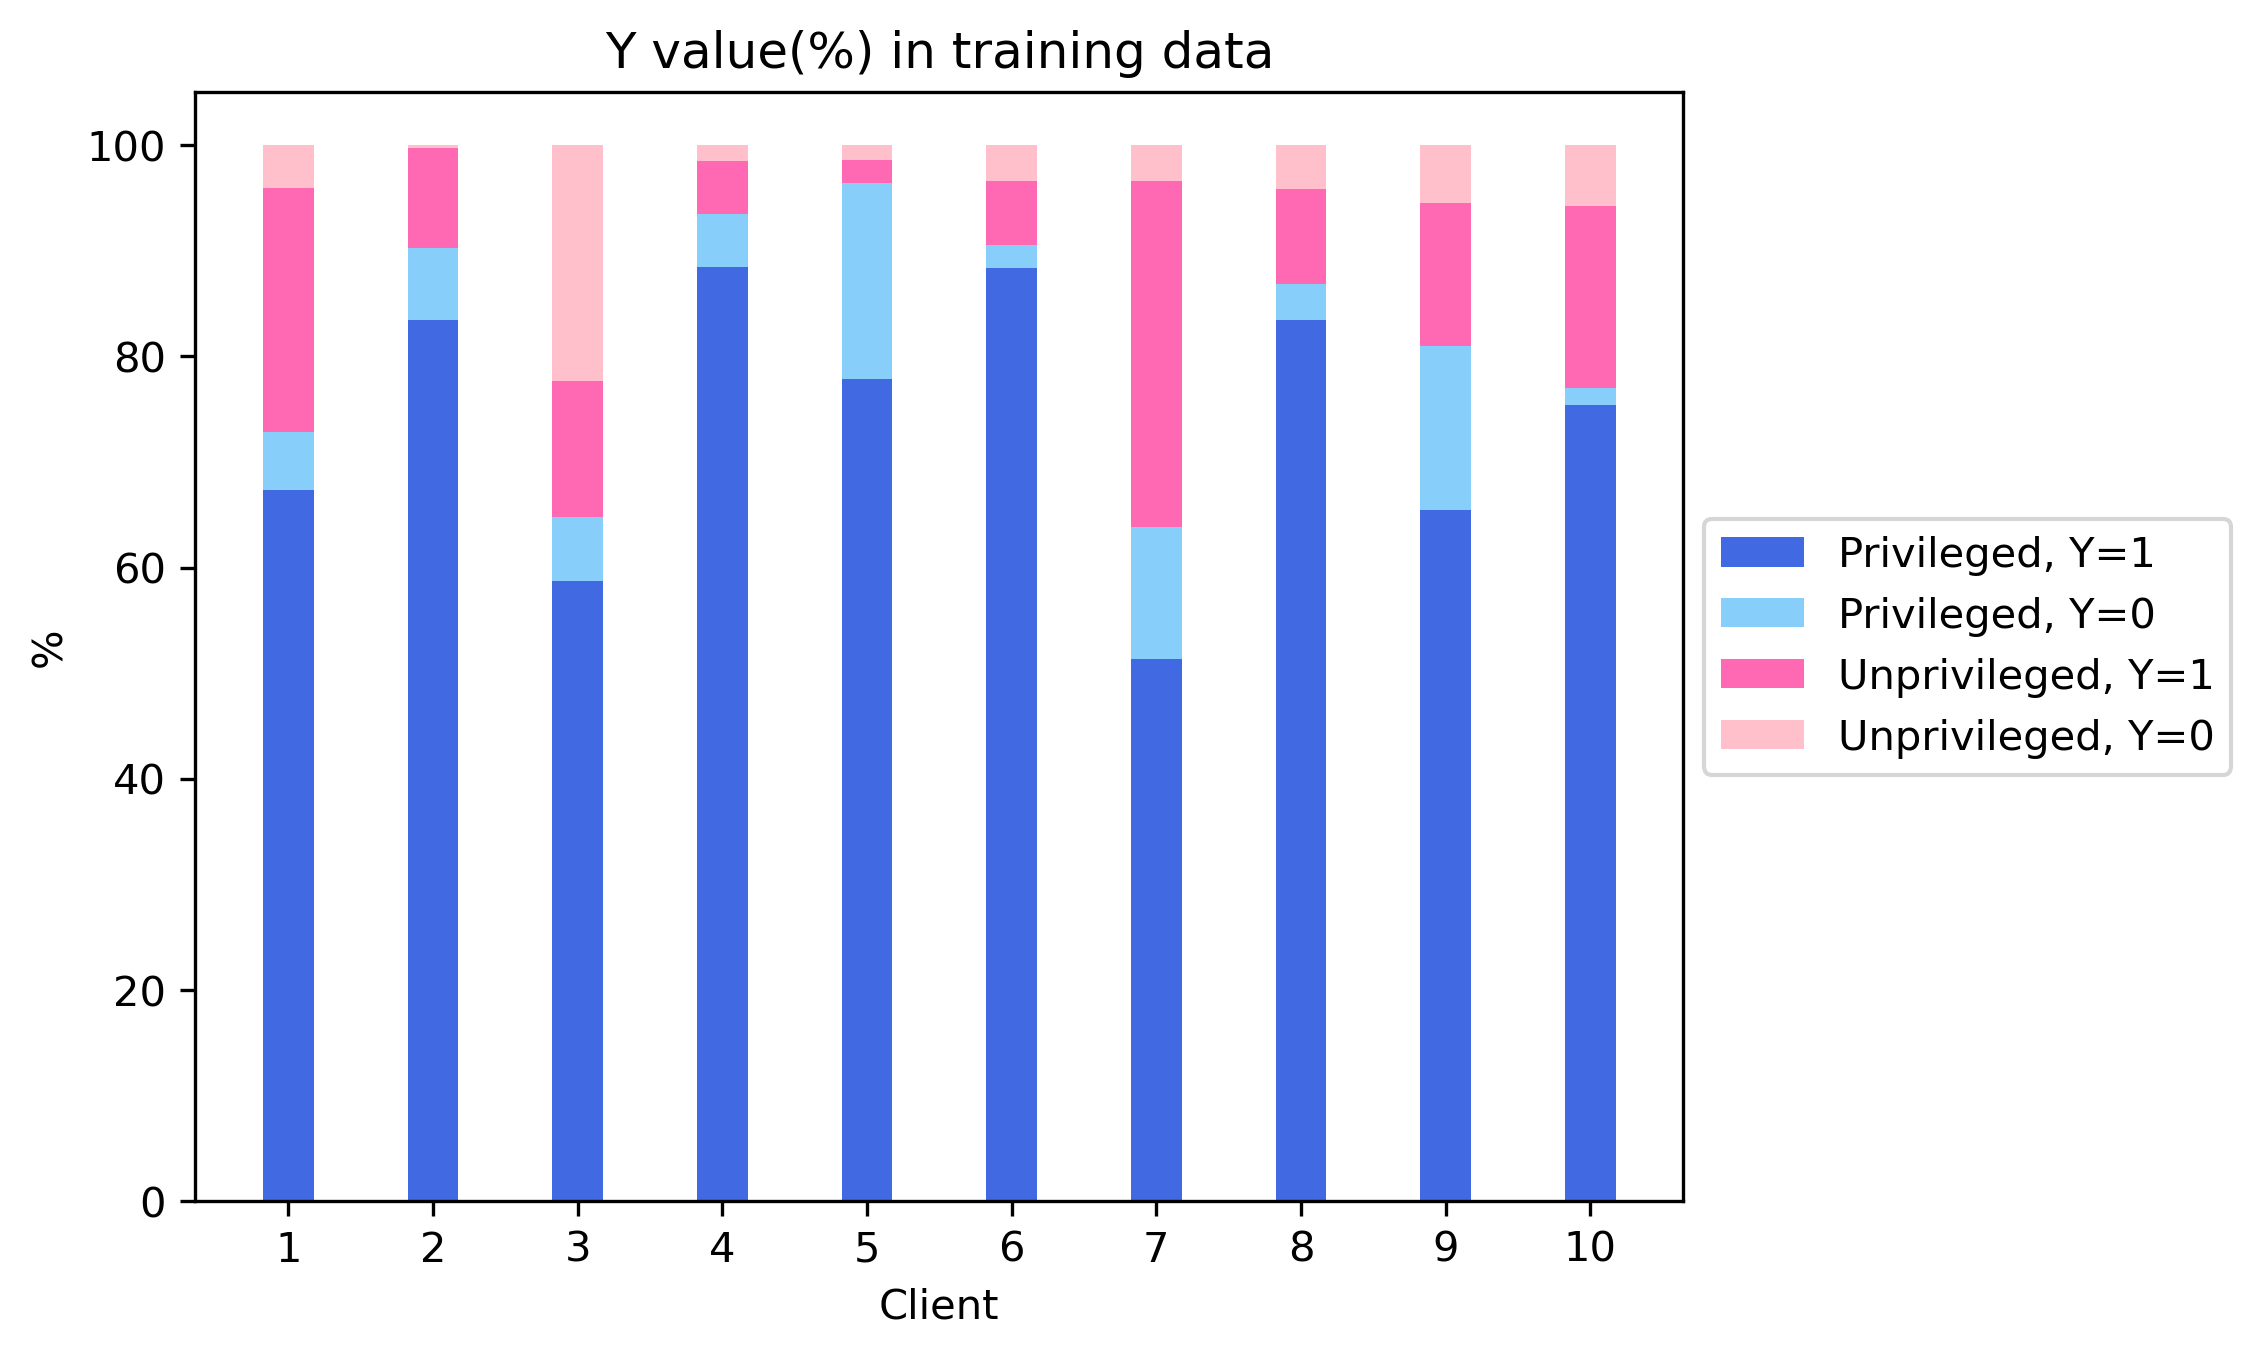 Y value(%) in training data
100
80
60
40
20
0
%
1 2 3 4 5 6 7 8 9 10
Client
Privileged, Y=1
Privileged, Y=0
Unprivileged, Y=1
Unprivileged, Y=0